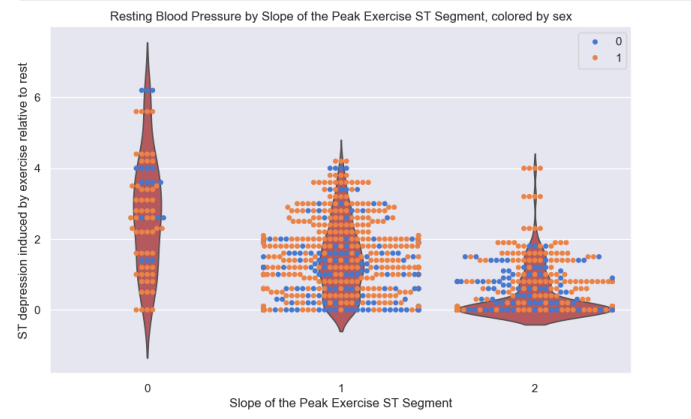 Resting Blood Pressure by Slope of the Peak Exercise ST Segment, colored by sex
0
1
ST depression induced by exercise relative to rest
6
4
2
0
0 1 2
Slope of the Peak Exercise ST Segment